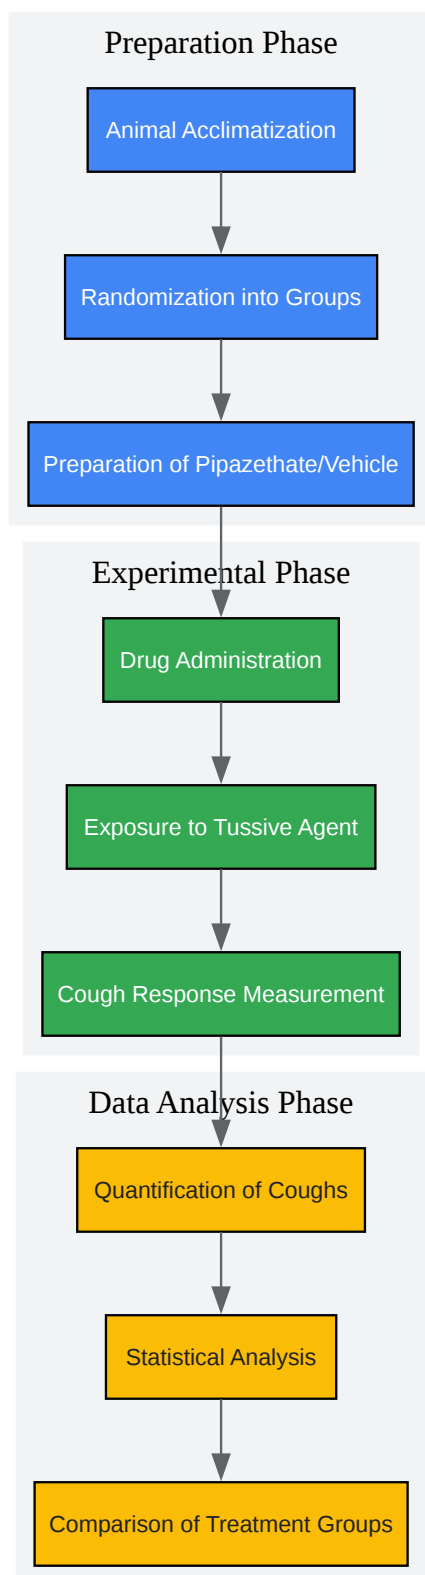 Preparation Phase
Animal Acclimatization
Randomization into Groups
Preparation of Pipazethate/Vehicle
Experimental Phase
Drug Administration
Exposure to Tussive Agent
Cough Response Measurement
Data Analysis Phase
Quantification of Coughs
Statistical Analysis
Comparison of Treatment Groups